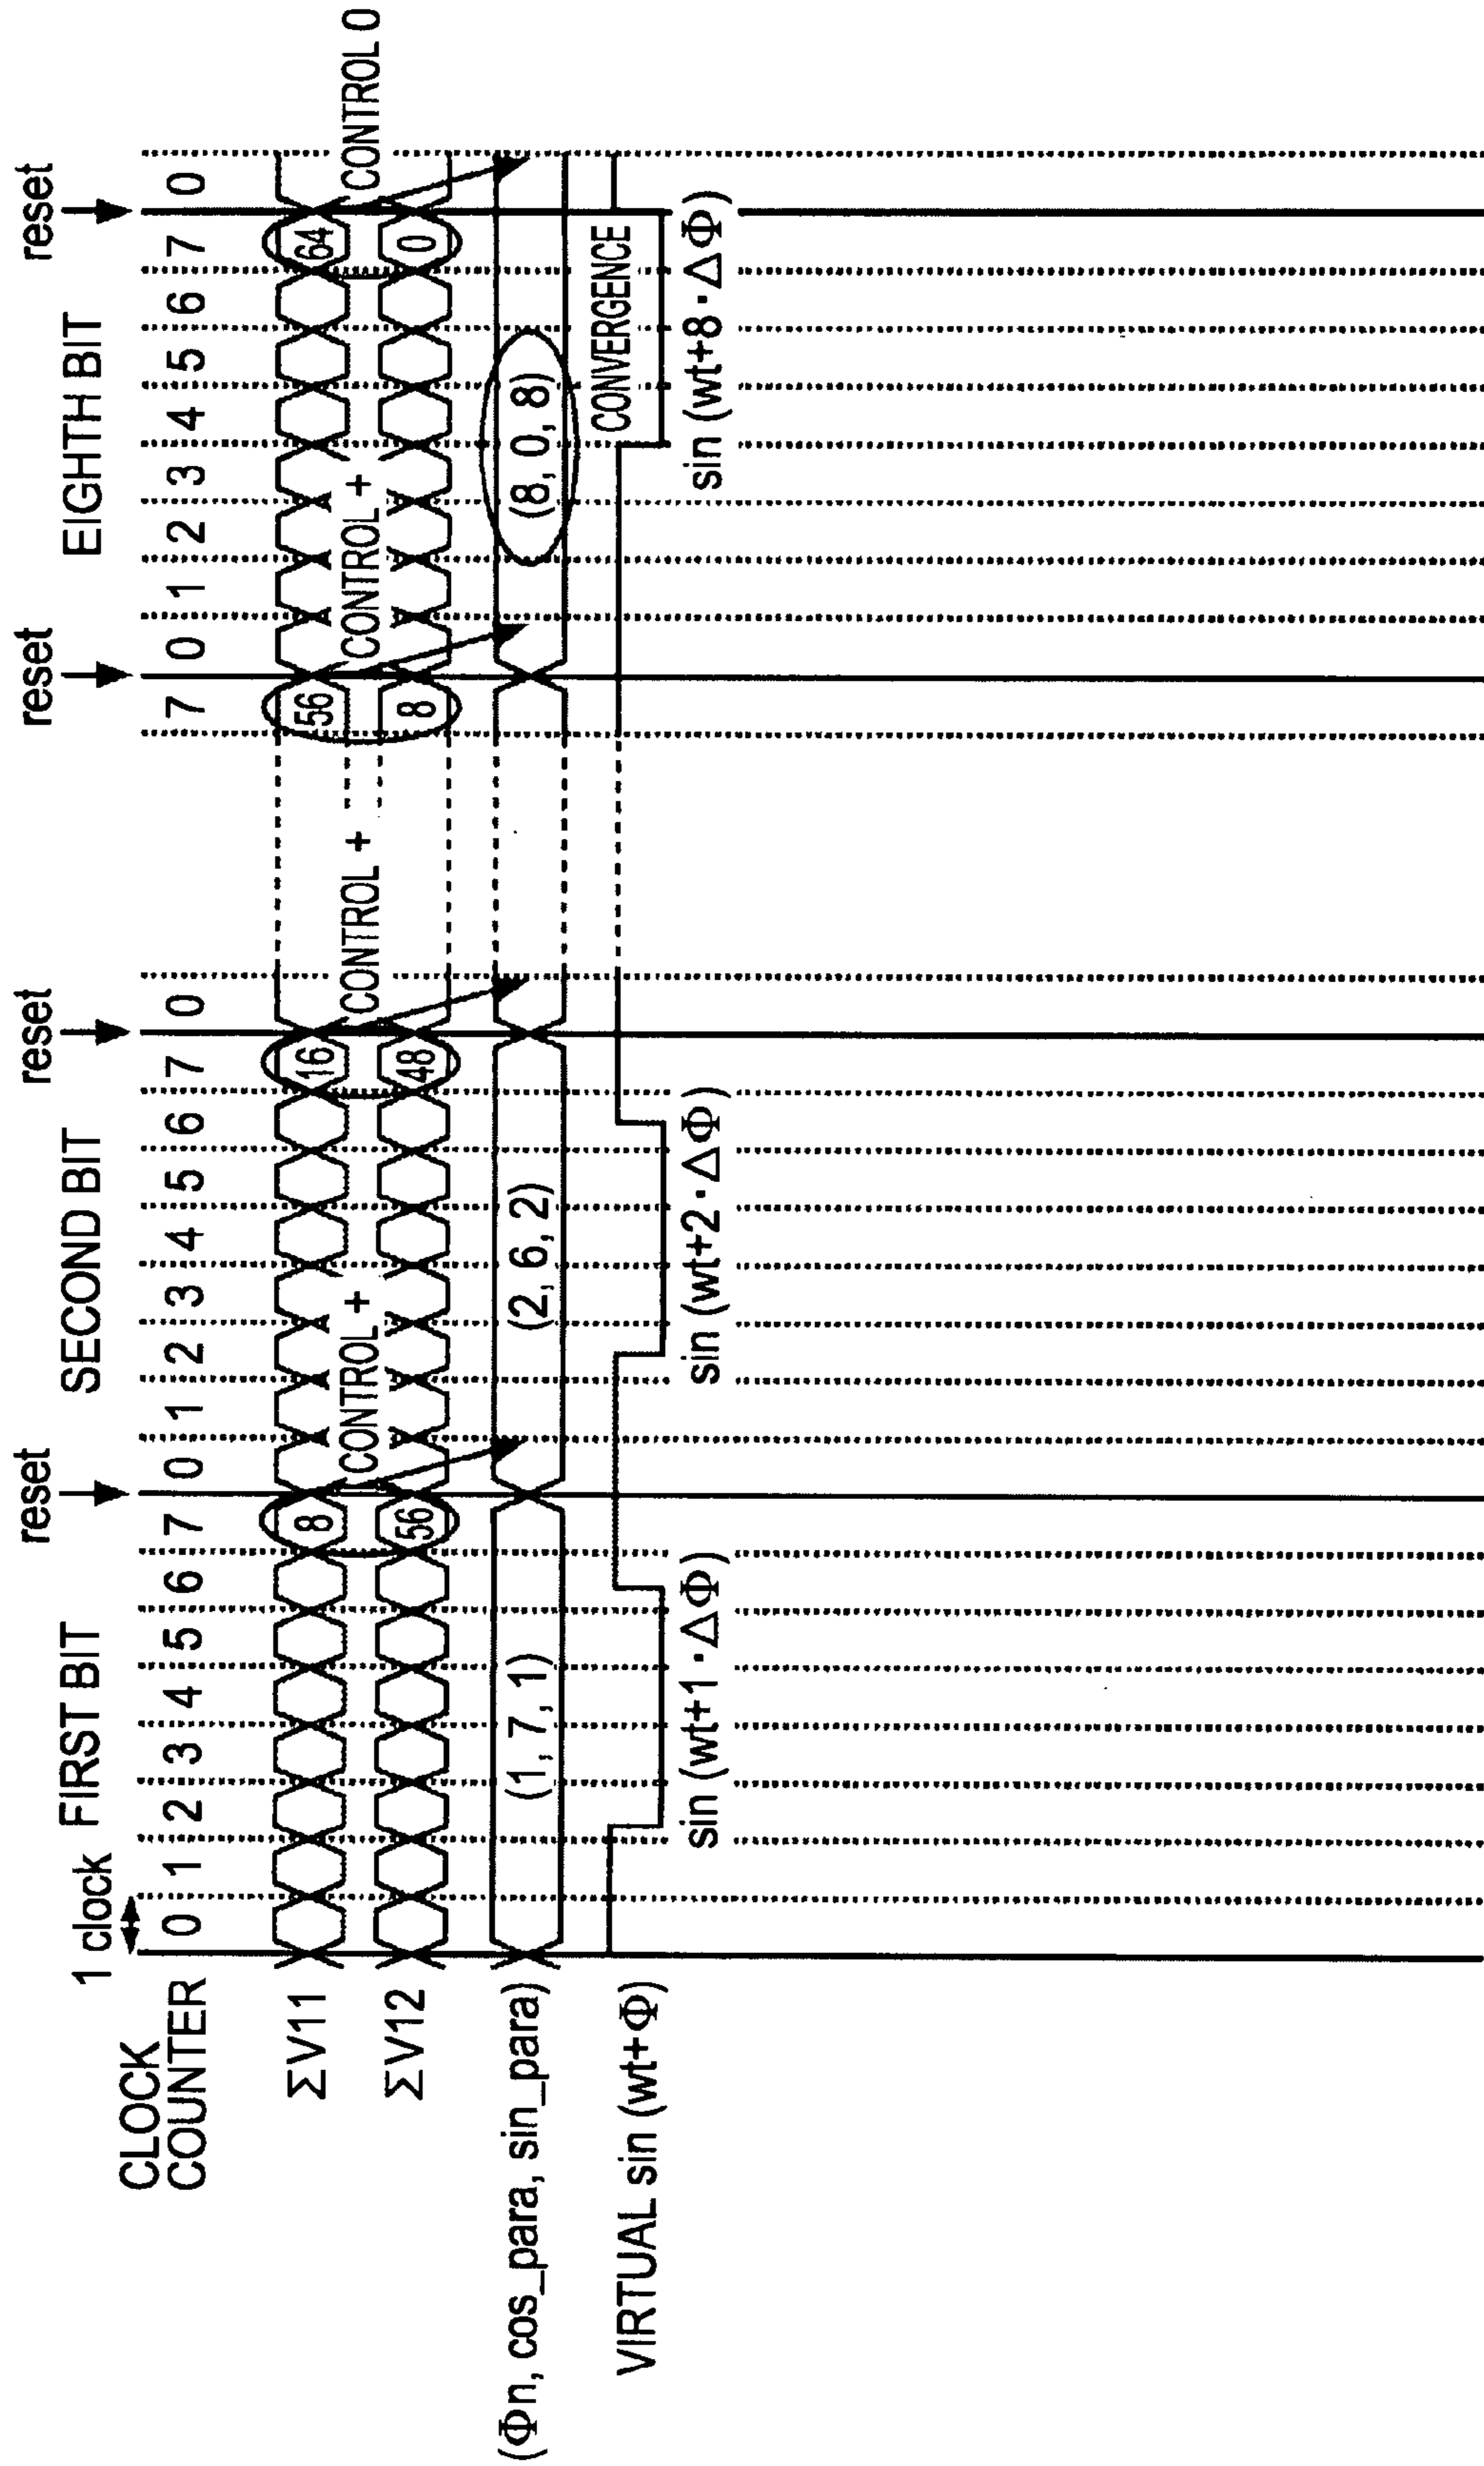 1 clock FIRST BIT
SECOND BIT
EIGHTH BIT
reset
reset
reset
reset
CLOCK
COUNTER
0 1 2 3 4 5 6 7 0 1 2 3 4 5 6 7 0
7 0 1 2 3 4 5 6 7 0
ΣV11
8 16 56 64
CONTROL + CONTROL + CONTROL + CONTROL + CONTROL 0
ΣV12
56 48 8 0
(Φn, cos_para, sin_para)
(1, 7, 1) (2, 6, 2) (8, 0, 8)
CONVERGENCE
VIRTUAL sin (wt+Φ)
sin (wt+1·ΔΦ) sin (wt+2·ΔΦ) sin (wt+8·ΔΦ)